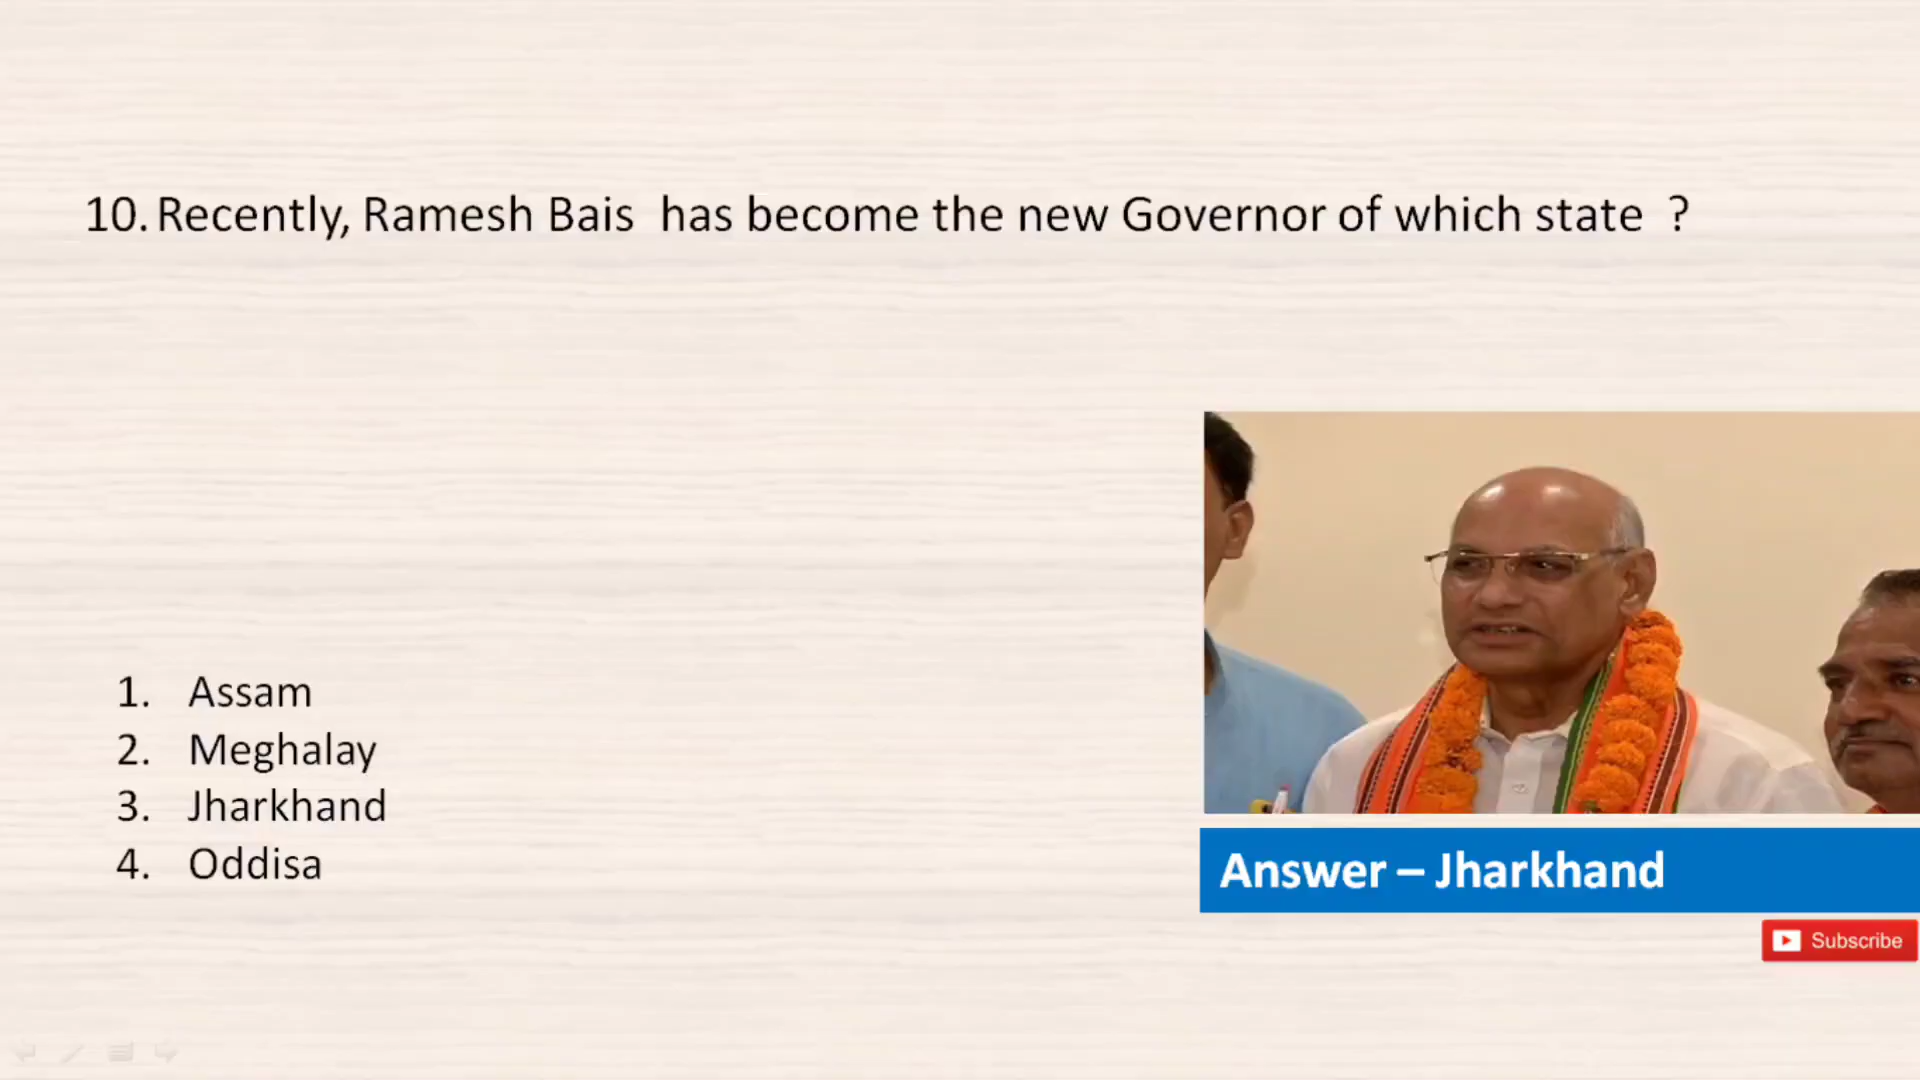 10. Recently, Ramesh Bais has become the new Governor of which state ?
1. Assam
2. Meghalay
3. Jharkhand
4. Oddisa
Answer – Jharkhand
Subscribe